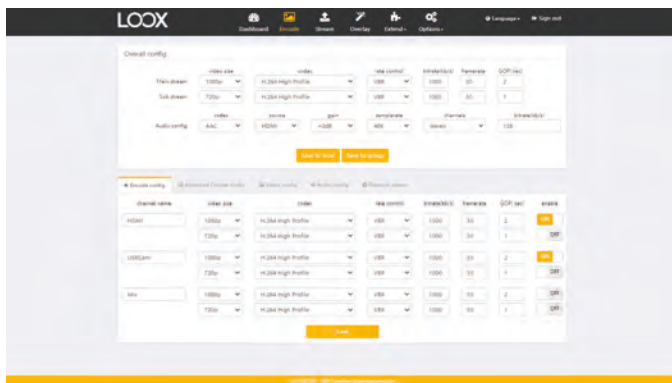 LOOX
Dashboard Encode Stream Overlay Extend Options Language Sign out
Overall config
video size codec rate control bitrate(kb/s) framerate GOP( sec)
Main stream 1080p H.264 High Profile VBR 1000 30 2
Sub stream 720p H.264 High Profile VBR 1000 30 1
codec source gain samplerate channels bitrate(kb/s)
Audio config AAC HDMI +0dB 48K stereo 128
Save to local Save to group
Encode config Video config Audio config
channel name video size codec rate control bitrate(kb/s) framerate GOP( sec) enable
HDMI 1080p H.264 High Profile VBR 1000 30 2 ON
720p H.264 High Profile VBR 1000 30 1 OFF
USBCam 1080p H.264 High Profile VBR 1000 30 2 ON
720p H.264 High Profile VBR 1000 30 1 OFF
Mix 1080p H.264 High Profile VBR 1000 30 2 OFF
720p H.264 High Profile VBR 1000 30 1 OFF
Save